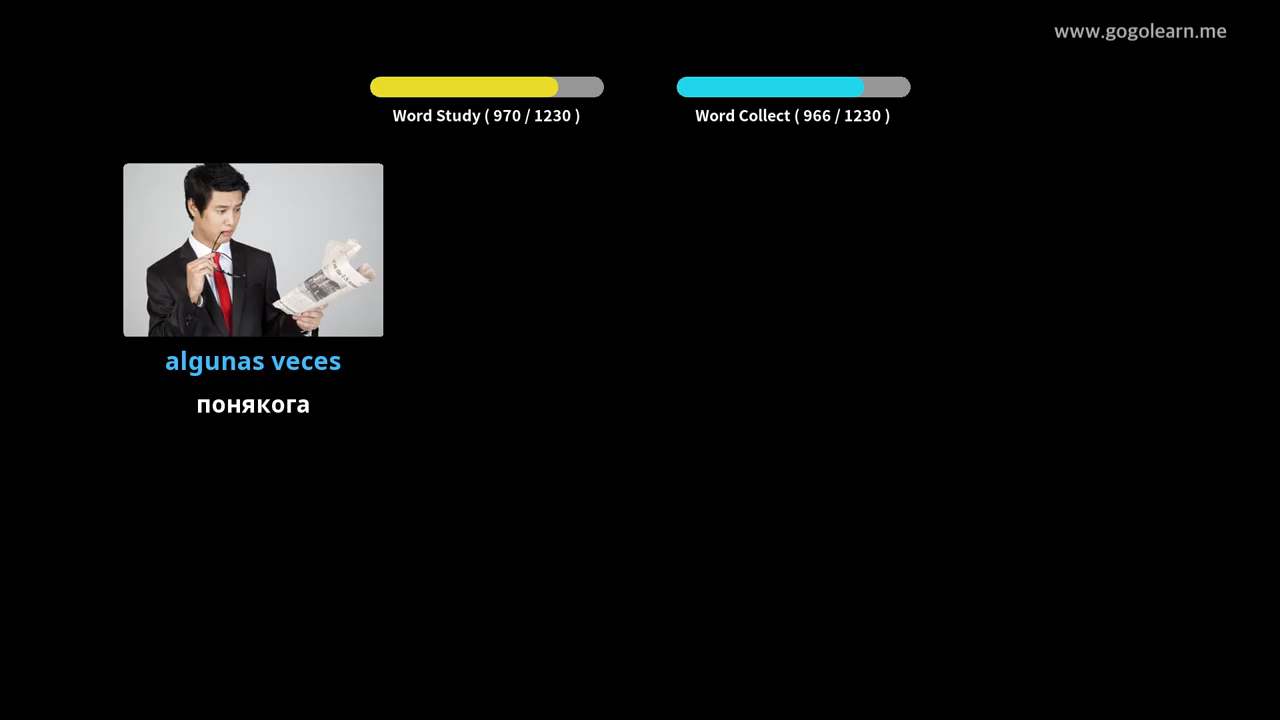 www.gogolearn.me
Word Study ( 970 / 1230 )
Word Collect ( 966 / 1230 )
algunas veces
понякога